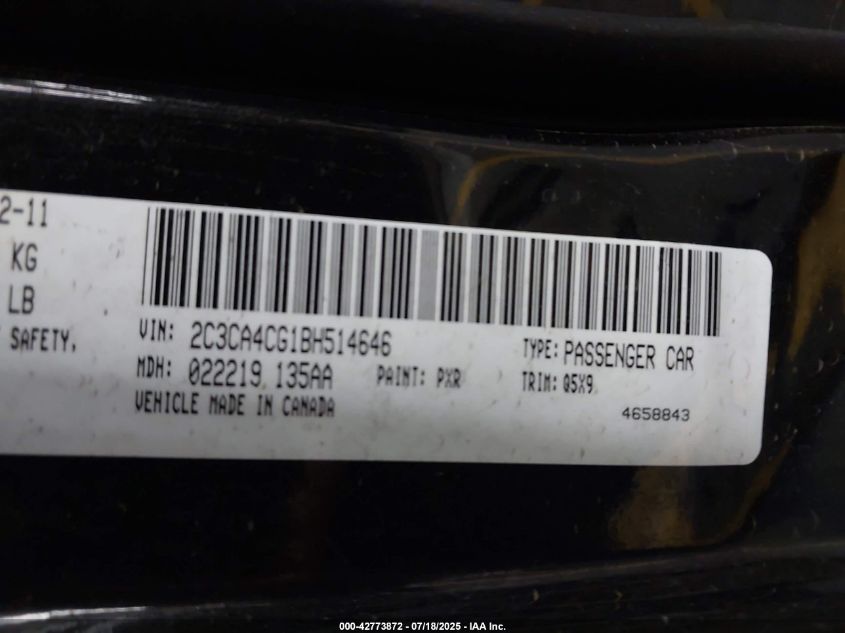 2-11
KG
LB
SAFETY.
VIN: 2C3CA4CG1BH514646
TYPE: PASSENGER CAR
MDH: 022219 135AA
PAINT: PXR
TRIM: Q5X9
VEHICLE MADE IN CANADA
4658843
000-42773872 - 07/18/2025 - IAA Inc.